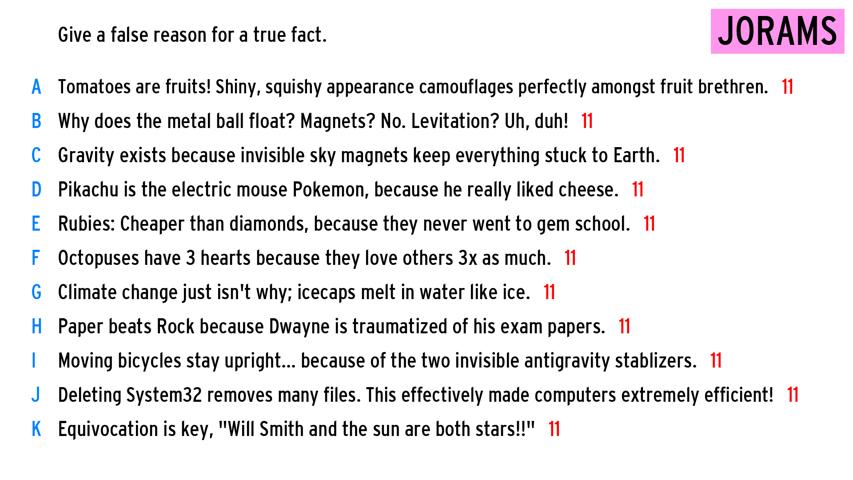 Give a false reason for a true fact.
JORAMS
A Tomatoes are fruits! Shiny, squishy appearance camouflages perfectly amongst fruit brethren. 11
B Why does the metal ball float? Magnets? No. Levitation? Uh, duh! 11
C Gravity exists because invisible sky magnets keep everything stuck to Earth. 11
D Pikachu is the electric mouse Pokemon, because he really liked cheese. 11
E Rubies: Cheaper than diamonds, because they never went to gem school. 11
F Octopuses have 3 hearts because they love others 3x as much. 11
G Climate change just isn't why; icecaps melt in water like ice. 11
H Paper beats Rock because Dwayne is traumatized of his exam papers. 11
I Moving bicycles stay upright... because of the two invisible antigravity stablizers. 11
J Deleting System32 removes many files. This effectively made computers extremely efficient! 11
K Equivocation is key, "Will Smith and the sun are both stars!!" 11